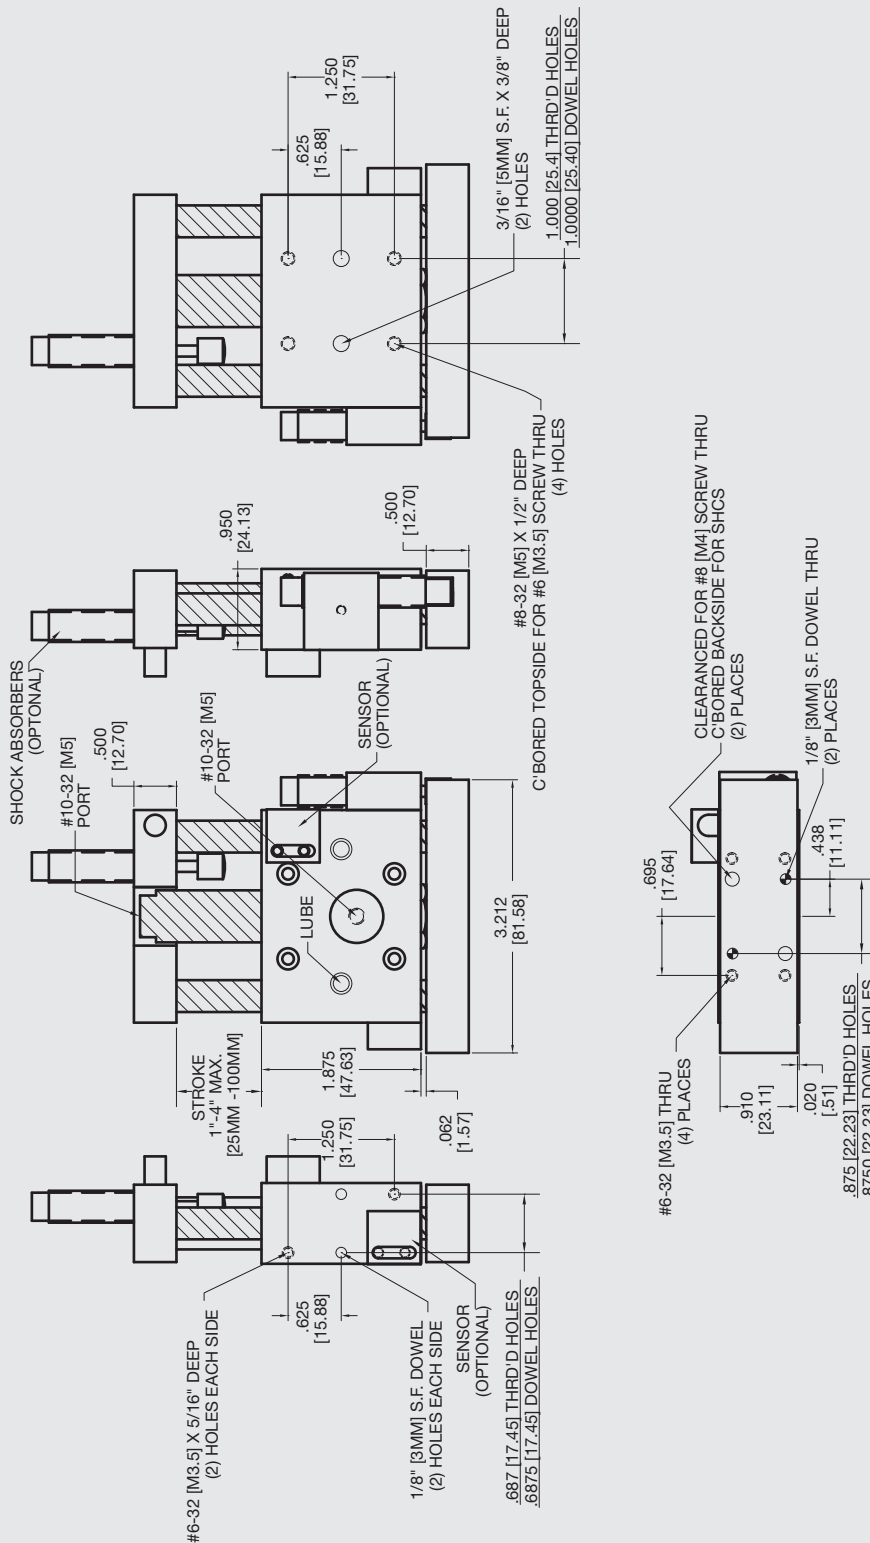 SHOCK ABSORBERS
(OPTONAL)
#10-32 [M5]
PORT
.500
[12.70]
#10-32 [M5]
PORT
SENSOR
(OPTIONAL)
LUBE
STROKE
1"-4" MAX.
[25MM -100MM]
1.875
[47.63]
.062
[1.57]
3.212
[81.58]
.950
[24.13]
.500
[12.70]
1.250
[31.75]
.625
[15.88]
3/16" [5MM] S.F. X 3/8" DEEP
(2) HOLES
1.000 [25.4] THRD'D HOLES
1.0000 [25.40] DOWEL HOLES
#8-32 [M5] X 1/2" DEEP
C'BORED TOPSIDE FOR #6 [M3.5] SCREW THRU
(4) HOLES
1.250
[31.75]
#6-32 [M3.5] X 5/16" DEEP
(2) HOLES EACH SIDE
.625
[15.88]
1/8" [3MM] S.F. DOWEL
(2) HOLES EACH SIDE
SENSOR
(OPTIONAL)
.687 [17.45] THRD'D HOLES
.6875 [17.45] DOWEL HOLES
CLEARANCED FOR #8 [M4] SCREW THRU
C'BORED BACKSIDE FOR SHCS
(2) PLACES
1/8" [3MM] S.F. DOWEL THRU
(2) PLACES
.695
[17.64]
.438
[11.11]
#6-32 [M3.5] THRU
(4) PLACES
.910
[23.11]
.020
[.51]
.875 [22.23] THRD'D HOLES
.8750 [22.23] DOWEL HOLES